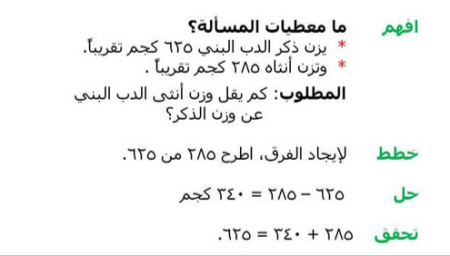 افهم ما معطيات المسألة؟
* يزن ذكر الدب البني ٦٢٥ كجم تقريباً.
* وتزن أنثاه ٢٨٥ كجم تقريباً .
المطلوب: كم يقل وزن أنثى الدب البني
عن وزن الذكر؟
خطط لإيجاد الفرق، اطرح ٢٨٥ من ٦٢٥.
حل ٦٢٥ – ٢٨٥ = ٣٤٠ كجم
تحقق ٢٨٥ + ٣٤٠ = ٦٢٥.